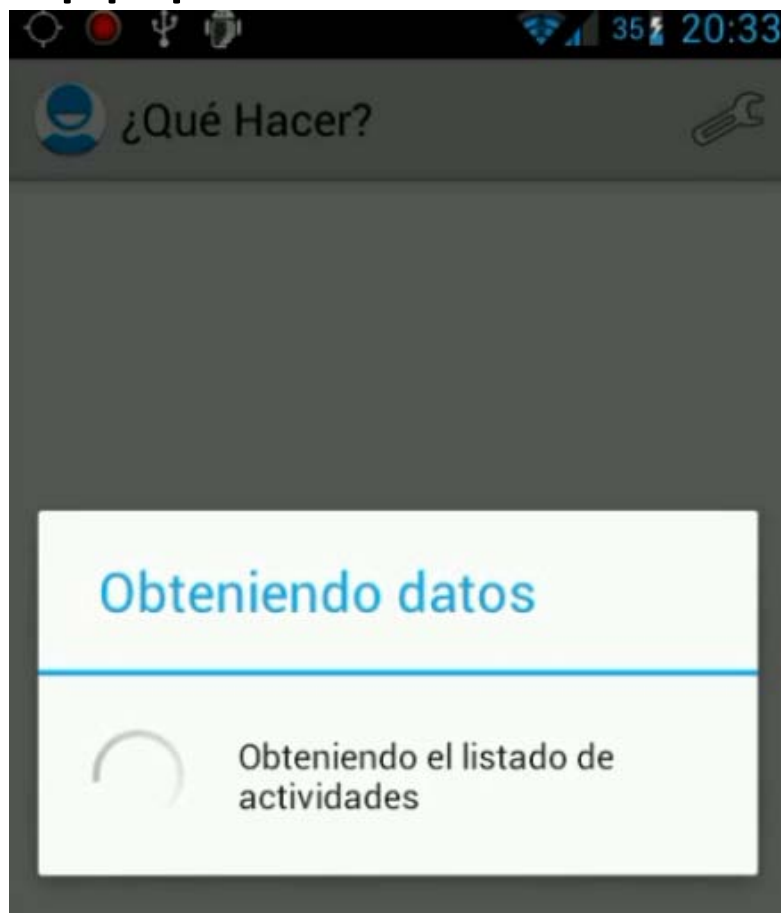 35 20:33
¿Qué Hacer?
Obteniendo datos
Obteniendo el listado de
actividades